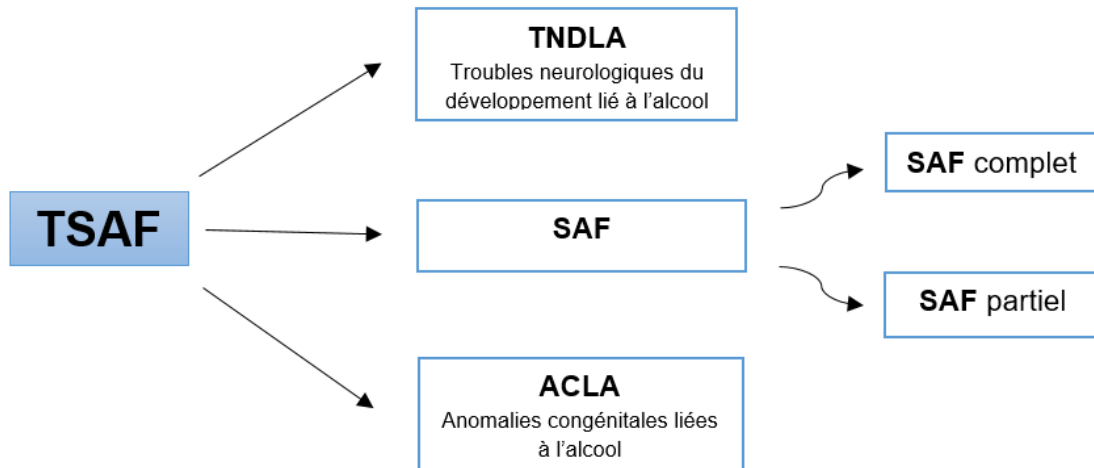 TNDLA
Troubles neurologiques du
développement lié à l'alcool
SAF complet
TSAF
SAF
SAF partiel
ACLA
Anomalies congénitales liées
à l'alcool